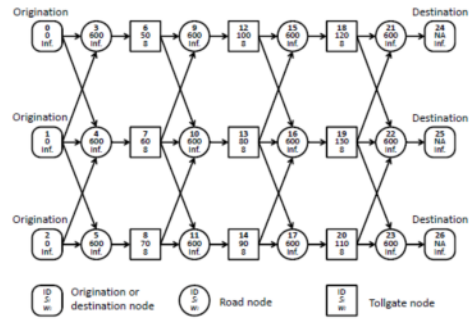 Origination
Destination
0
0
Inf.
3
600
Inf.
6
50
8
9
600
Inf.
12
100
8
15
600
Inf.
18
120
8
21
600
Inf.
24
NA
Inf.
Origination
Destination
1
0
Inf.
4
600
Inf.
7
60
8
10
600
Inf.
13
80
8
16
600
Inf.
19
130
8
22
600
Inf.
25
NA
Inf.
Origination
Destination
2
0
Inf.
5
600
Inf.
8
70
8
11
600
Inf.
14
90
8
17
600
Inf.
20
110
8
23
600
Inf.
26
NA
Inf.
ID
Si
wi
Origination or
destination node
ID
Si
wi
Road node
ID
Si
wi
Tollgate node